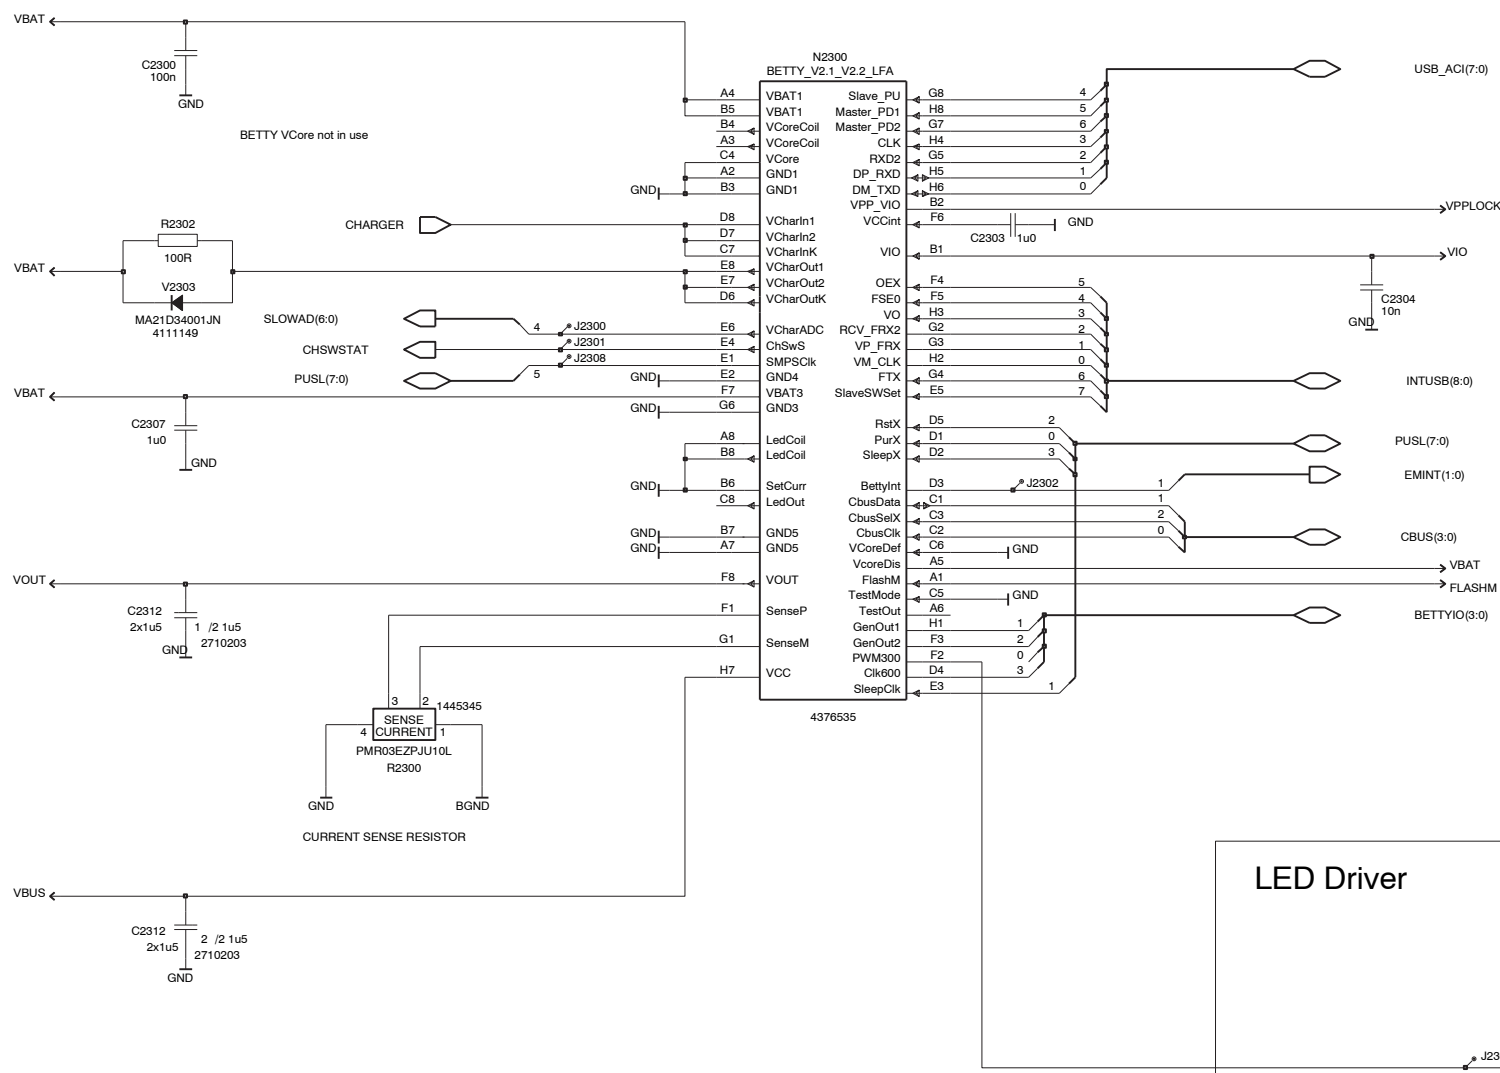 VBAT
C2300
100n
GND
BETTY VCore not in use
N2300
BETTY_V2.1_V2.2_LFA
USB_ACI(7:0)
A4 VBAT1 Slave_PU G8 4
B5 VBAT1 Master_PD1 H8 5
B4 VCoreCoil Master_PD2 G7 6
A3 VCoreCoil CLK H4 3
C4 VCore RXD2 G5 2
A2 GND1 DP_RXD H5 1
GND B3 GND1 DM_TXD H6 0
VPP_VIO B2 VPPLOCK
CHARGER D8 VCharIn1 VCCint F6 GND
C2303 1u0
D7 VCharIn2
C7 VCharInK VIO B1 VIO
R2302
100R
VBAT E8 VCharOut1
V2303
MA21D34001JN
4111149
E7 VCharOut2 OEX F4 5
D6 VCharOutK FSE0 F5 4
C2304
10n
GND
SLOWAD(6:0) VO H3 3
4 J2300 E6 VCharADC RCV_FRX2 G2 2
CHSWSTAT J2301 E4 ChSwS VP_FRX G3 1
J2308 E1 SMPSClk VM_CLK H2 0
PUSL(7:0) 5 GND E2 GND4 FTX G4 6 INTUSB(8:0)
VBAT F7 VBAT3 SlaveSWSet E5 7
GND G6 GND3
C2307
1u0
GND
RstX D5 2
A8 LedCoil PurX D1 0 PUSL(7:0)
B8 LedCoil SleepX D2 3
EMINT(1:0)
GND B6 SetCurr BettyInt D3 J2302 1
C8 LedOut CbusData C1 1
CbusSelX C3 2
GND B7 GND5 CbusClk C2 0 CBUS(3:0)
GND A7 GND5 VCoreDef C6 GND
VcoreDis A5 VBAT
VOUT F8 VOUT FlashM A1 FLASHM
TestMode C5 GND
C2312
2x1u5 1 /2 1u5
2710203
GND
F1 SenseP TestOut A6 BETTYIO(3:0)
GenOut1 H1 1
G1 SenseM GenOut2 F3 2
PWM300 F2 0
H7 VCC Clk600 D4 3
SleepClk E3 1
4376535
3 2 1445345
SENSE
4 CURRENT 1
PMR03EZPJU10L
R2300
GND BGND
CURRENT SENSE RESISTOR
VBUS
LED Driver
C2312
2x1u5 2 /2 1u5
2710203
GND
J23